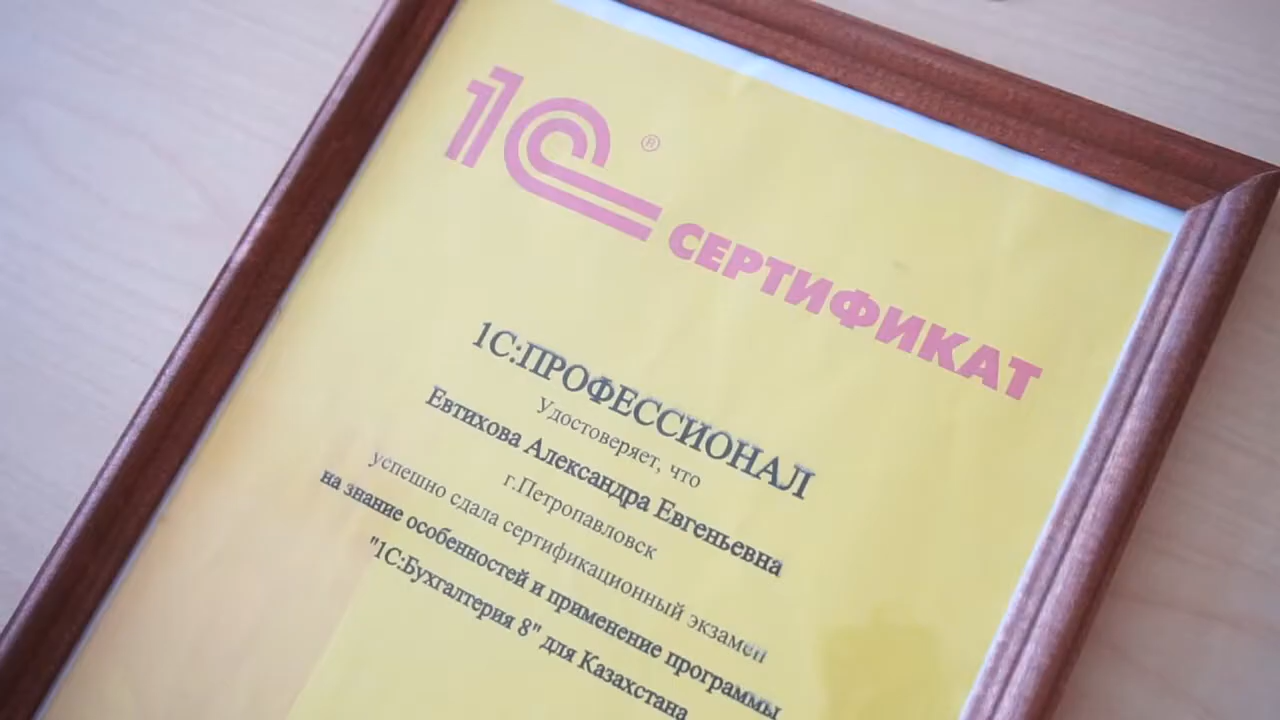 1С®
СЕРТИФИКАТ
1С:ПРОФЕССИОНАЛ
Удостоверяет, что
Евтихова Александра Евгеньевна
г.Петропавловск
успешно сдала сертификационный экзамен
на знание особенностей и применение программы
"1С:Бухгалтерия 8" для Казахстана